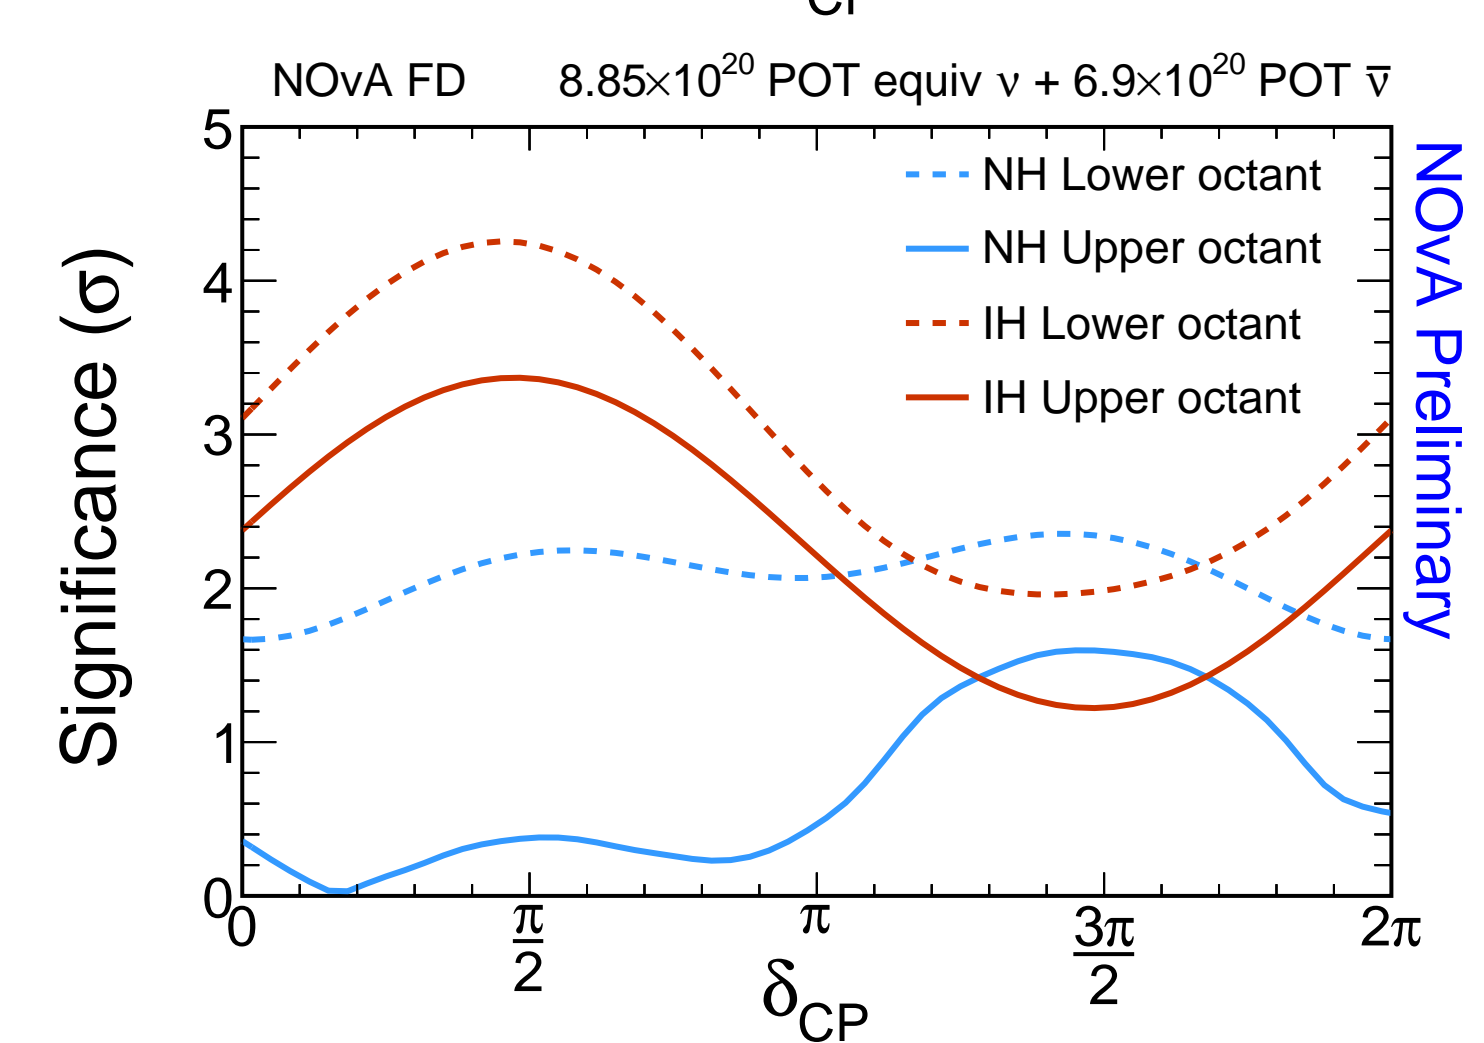 CP
NOvA FD 8.85×10²⁰ POT equiv ν + 6.9×10²⁰ POT ν̅
5
4
3
2
1
0
Significance (σ)
NH Lower octant
NH Upper octant
IH Lower octant
IH Upper octant
NOvA Preliminary
0 π/2 π 3π/2 2π
δCP